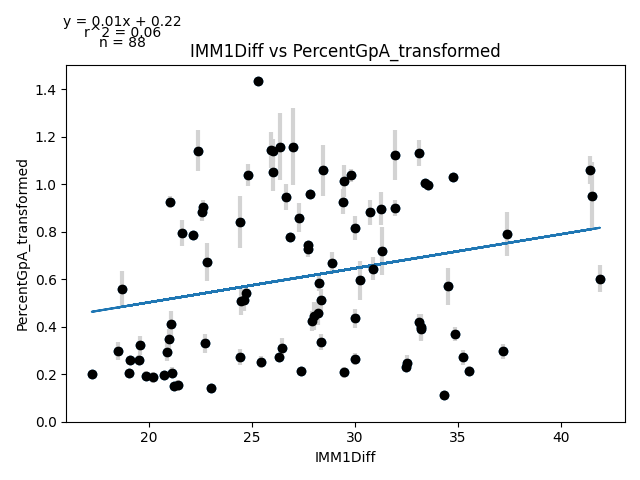 y = 0.01x + 0.22
r^2 = 0.06
n = 88
IMM1Diff vs PercentGpA_transformed
PercentGpA_transformed
1.4
1.2
1.0
0.8
0.6
0.4
0.2
0.0
20 25 30 35 40
IMM1Diff